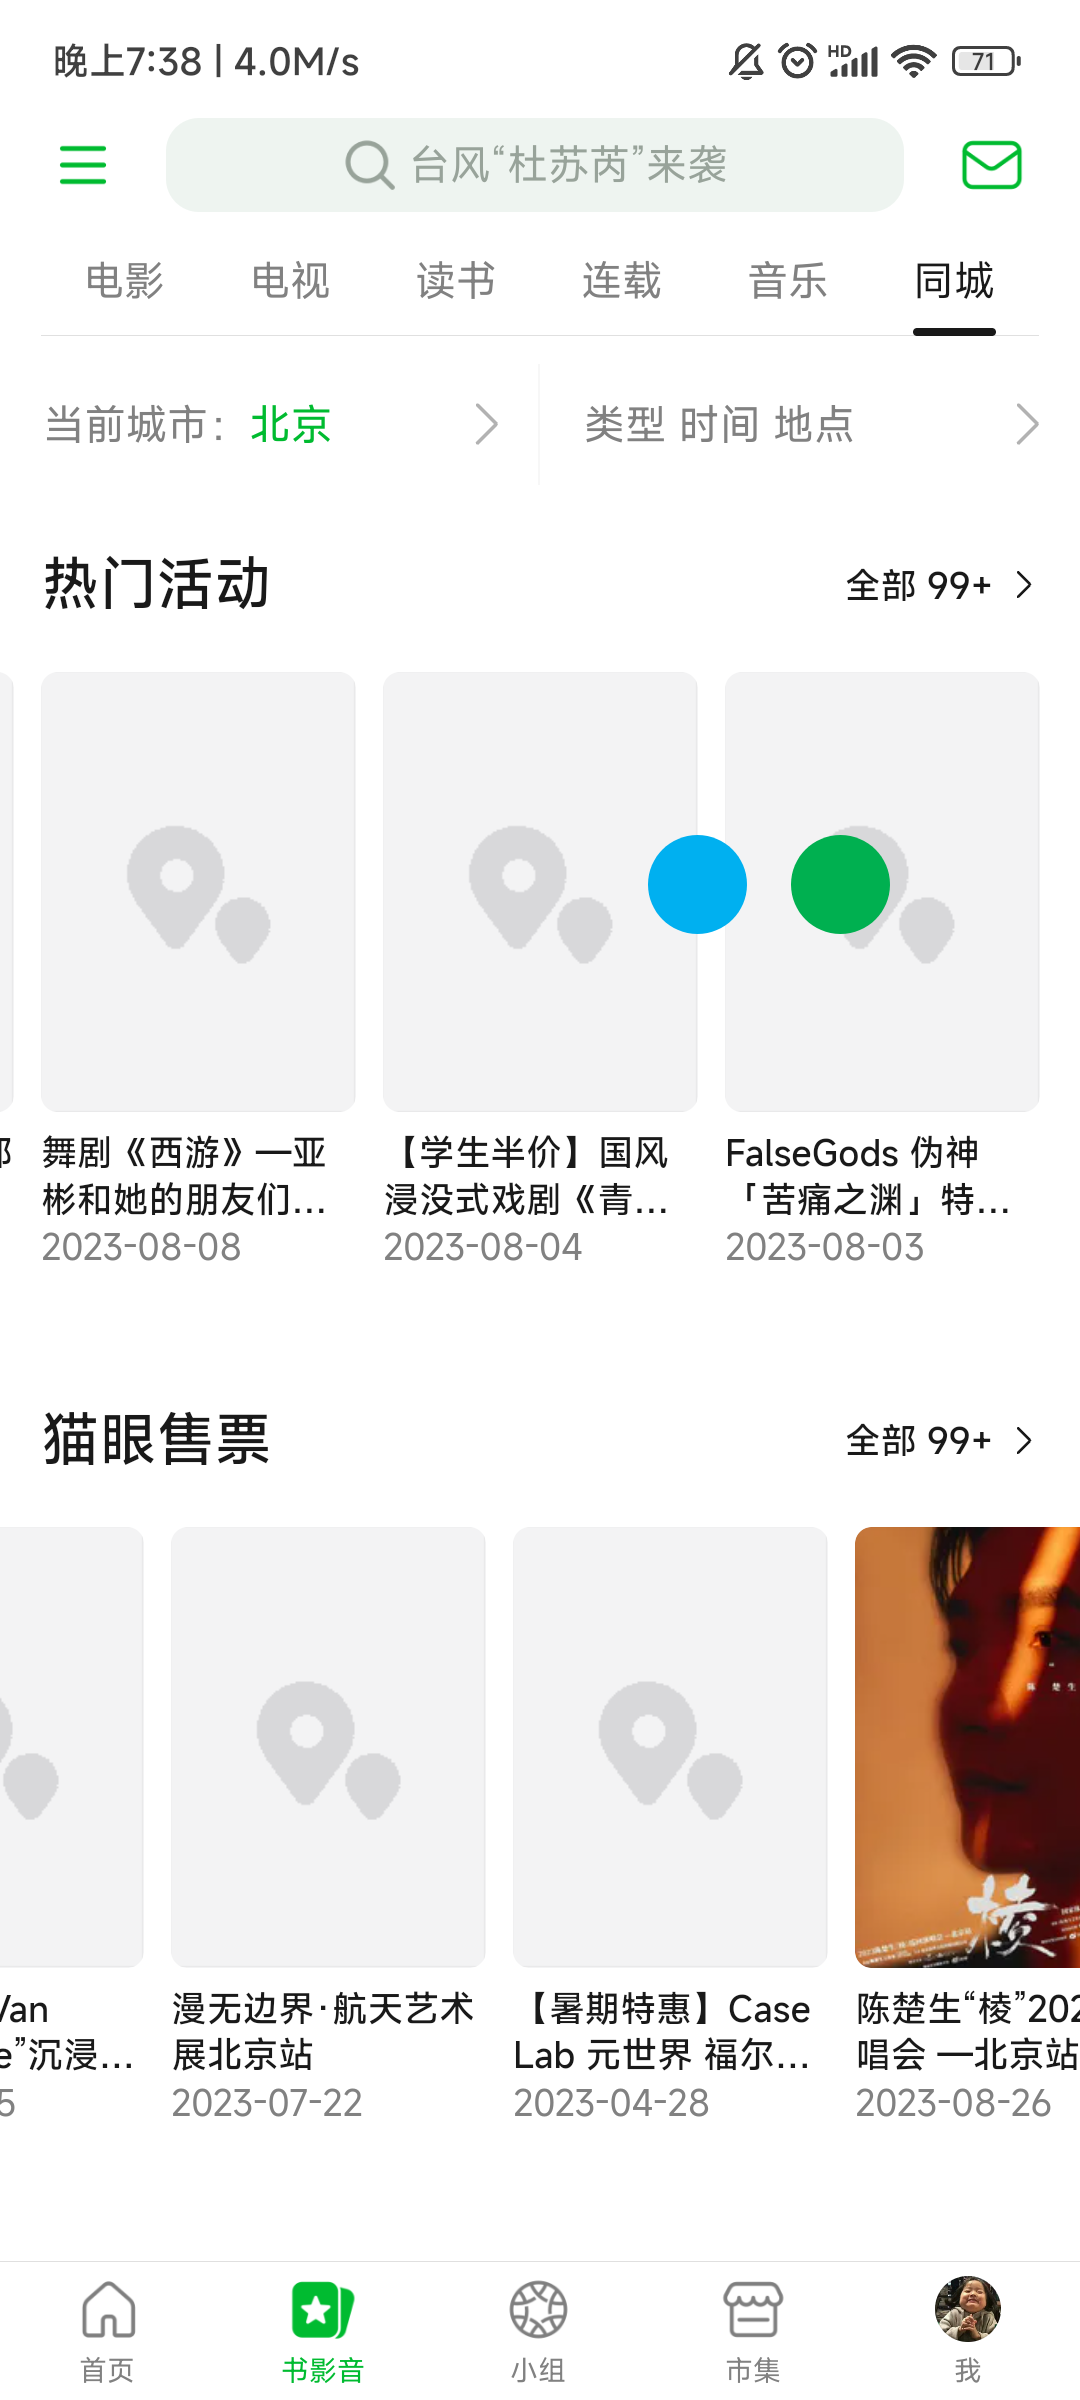 晚上7:38 | 4.0M/s
HD
71
台风“杜苏芮”来袭
电影 电视 读书 连载 音乐 同城
当前城市：北京
类型 时间 地点
热门活动
全部 99+
舞剧《西游》—亚
彬和她的朋友们...
2023-08-08
【学生半价】国风
浸没式戏剧《青...
2023-08-04
FalseGods 伪神
「苦痛之渊」特...
2023-08-03
猫眼售票
全部 99+
Van
e”沉浸...
5
漫无边界·航天艺术
展北京站
2023-07-22
【暑期特惠】Case
Lab 元世界 福尔...
2023-04-28
陈楚生
棱
陈楚生“棱”202
唱会 —北京站
2023-08-26
首页 书影音 小组 市集 我